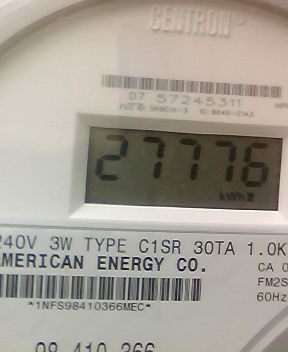 CENTRON
07 57245311
27776
kWh
240V 3W TYPE C1SR 30TA 1.0K
AMERICAN ENERGY CO.
CA 0
FM2S
60Hz
*1NFS98410366MEC*
98 410 366